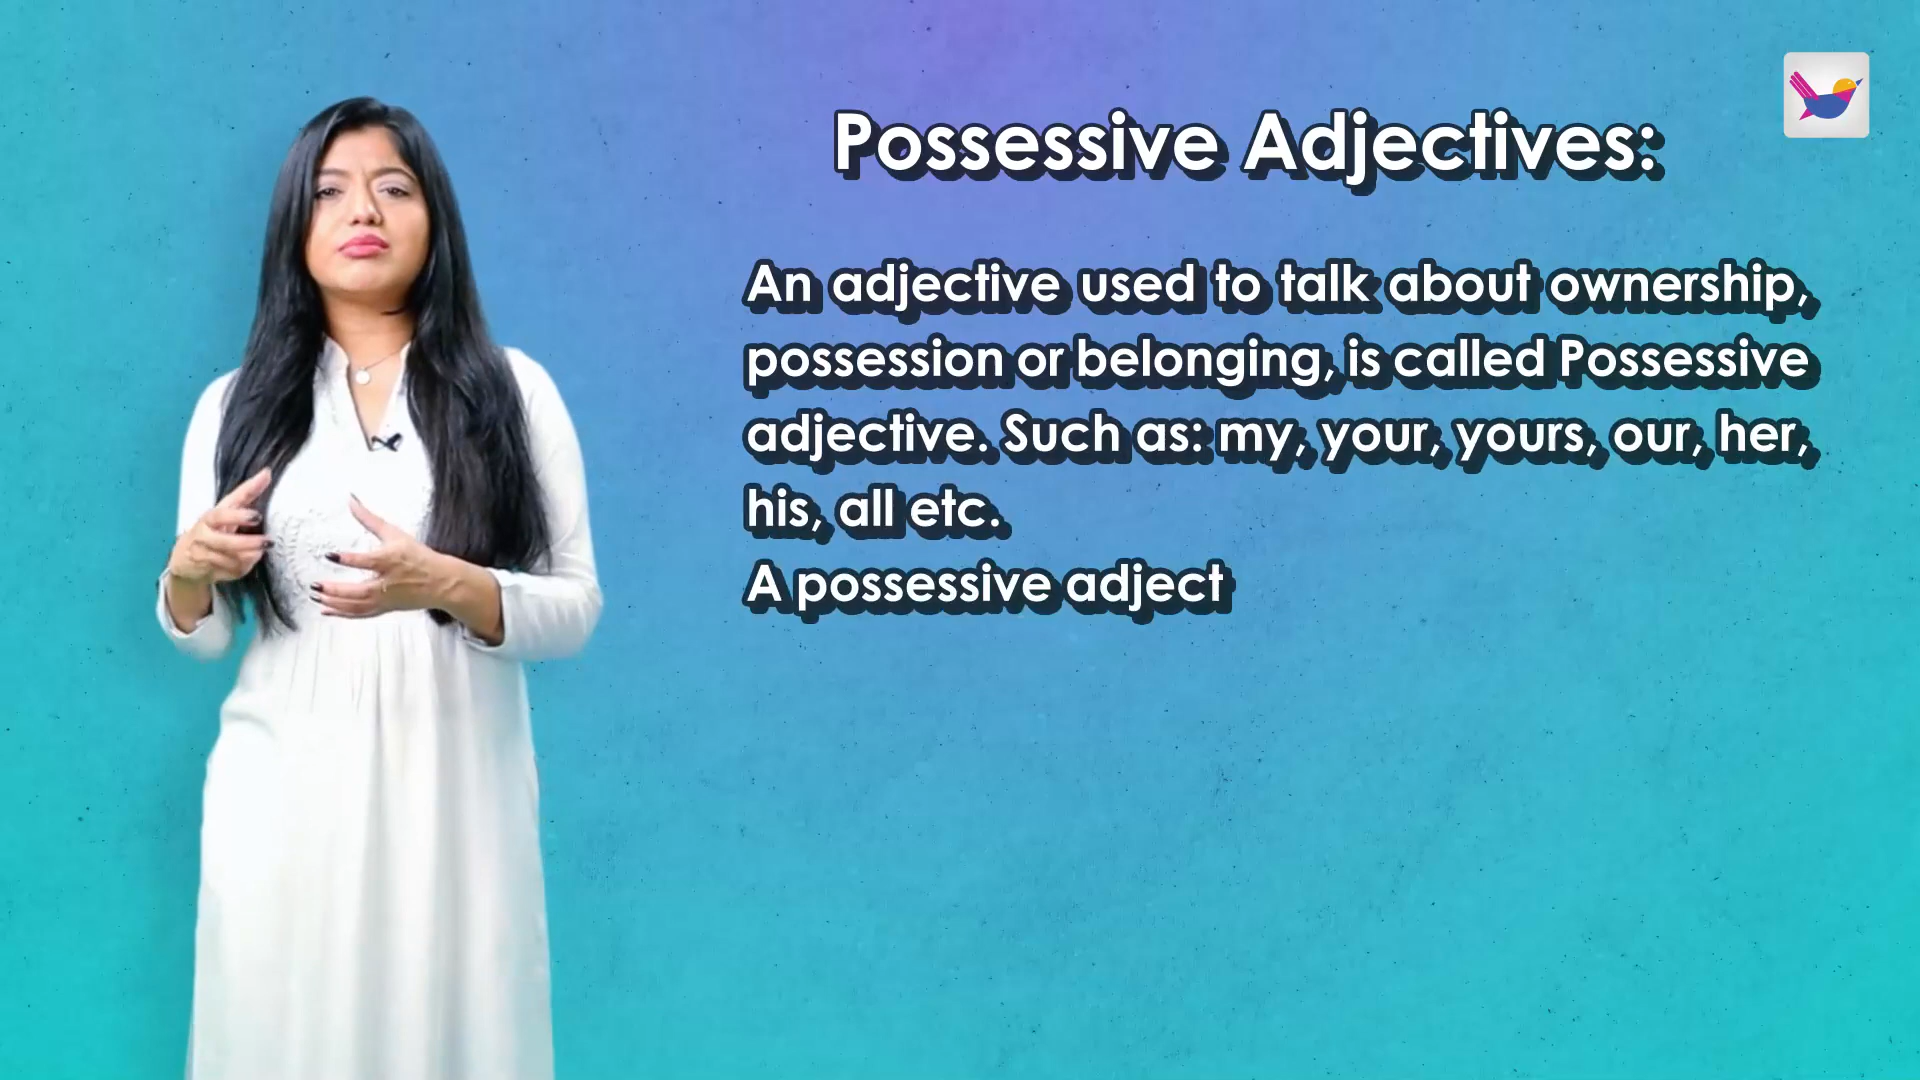 Possessive Adjectives:
An adjective used to talk about ownership,
possession or belonging, is called Possessive
adjective. Such as: my, your, yours, our, her,
his, all etc.
A possessive adject